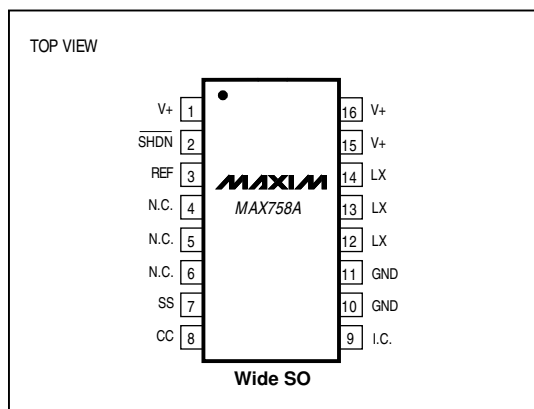 TOP VIEW
V+ 1 16 V+
SHDN 2 15 V+
REF 3 14 LX
N.C. 4 13 LX
N.C. 5 12 LX
N.C. 6 11 GND
SS 7 10 GND
CC 8 9 I.C.
MAXIM
MAX758A
Wide SO